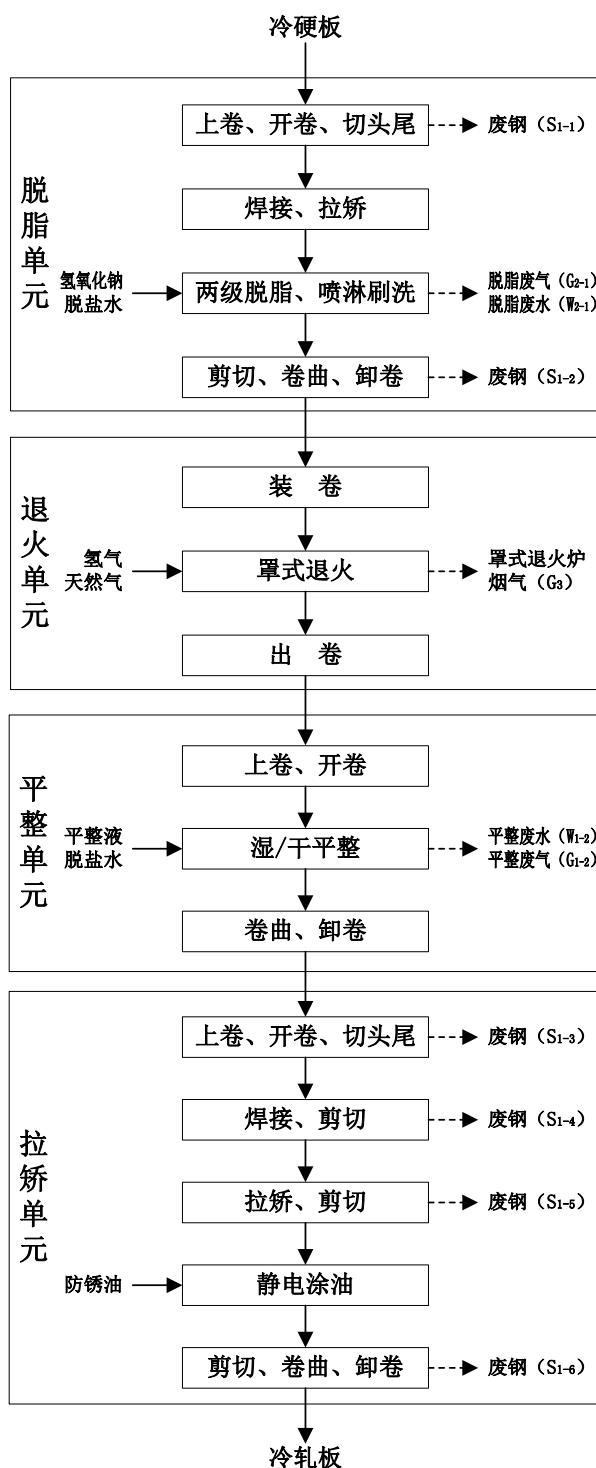 冷硬板
脱脂单元
上卷、开卷、切头尾
废钢（S1-1）
焊接、拉矫
氢氧化钠
脱盐水
两级脱脂、喷淋刷洗
脱脂废气（G2-1）
脱脂废水（W2-1）
剪切、卷曲、卸卷
废钢（S1-2）
退火单元
装 卷
氢气
天然气
罩式退火
罩式退火炉
烟气（G3）
出 卷
平整单元
上卷、开卷
平整液
脱盐水
湿/干平整
平整废水（W1-2）
平整废气（G1-2）
卷曲、卸卷
拉矫单元
上卷、开卷、切头尾
废钢（S1-3）
焊接、剪切
废钢（S1-4）
拉矫、剪切
废钢（S1-5）
防锈油
静电涂油
剪切、卷曲、卸卷
废钢（S1-6）
冷轧板